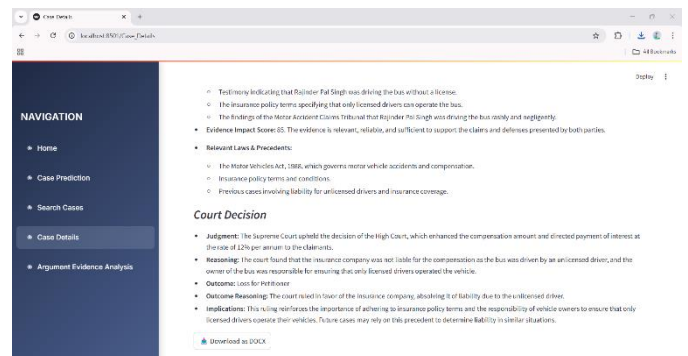 Case Details
localhost:8501/Case_Details
All Bookmarks
Deploy
NAVIGATION
Home
Case Prediction
Search Cases
Case Details
Argument Evidence Analysis
Testimony indicating that Rajinder Pal Singh was driving the bus without a license.
The insurance policy terms specifying that only licensed drivers can operate the bus.
The findings of the Motor Accident Claims Tribunal that Rajinder Pal Singh was driving the bus rashly and negligently.
Evidence Impact Score: 85. The evidence is relevant, reliable, and sufficient to support the claims and defenses presented by both parties.
Relevant Laws & Precedents:
The Motor Vehicles Act, 1988, which governs motor vehicle accidents and compensation.
Insurance policy terms and conditions.
Previous cases involving liability for unlicensed drivers and insurance coverage.
Court Decision
Judgment: The Supreme Court upheld the decision of the High Court, which enhanced the compensation amount and directed payment of interest at
the rate of 12% per annum to the claimants.
Reasoning: The court found that the insurance company was not liable for the compensation as the bus was driven by an unlicensed driver, and the
owner of the bus was responsible for ensuring that only licensed drivers operated the vehicle.
Outcome: Loss for Petitioner
Outcome Reasoning: The court ruled in favor of the insurance company, absolving it of liability due to the unlicensed driver.
Implications: This ruling reinforces the importance of adhering to insurance policy terms and the responsibility of vehicle owners to ensure that only
licensed drivers operate their vehicles. Future cases may rely on this precedent to determine liability in similar situations.
Download as DOCX